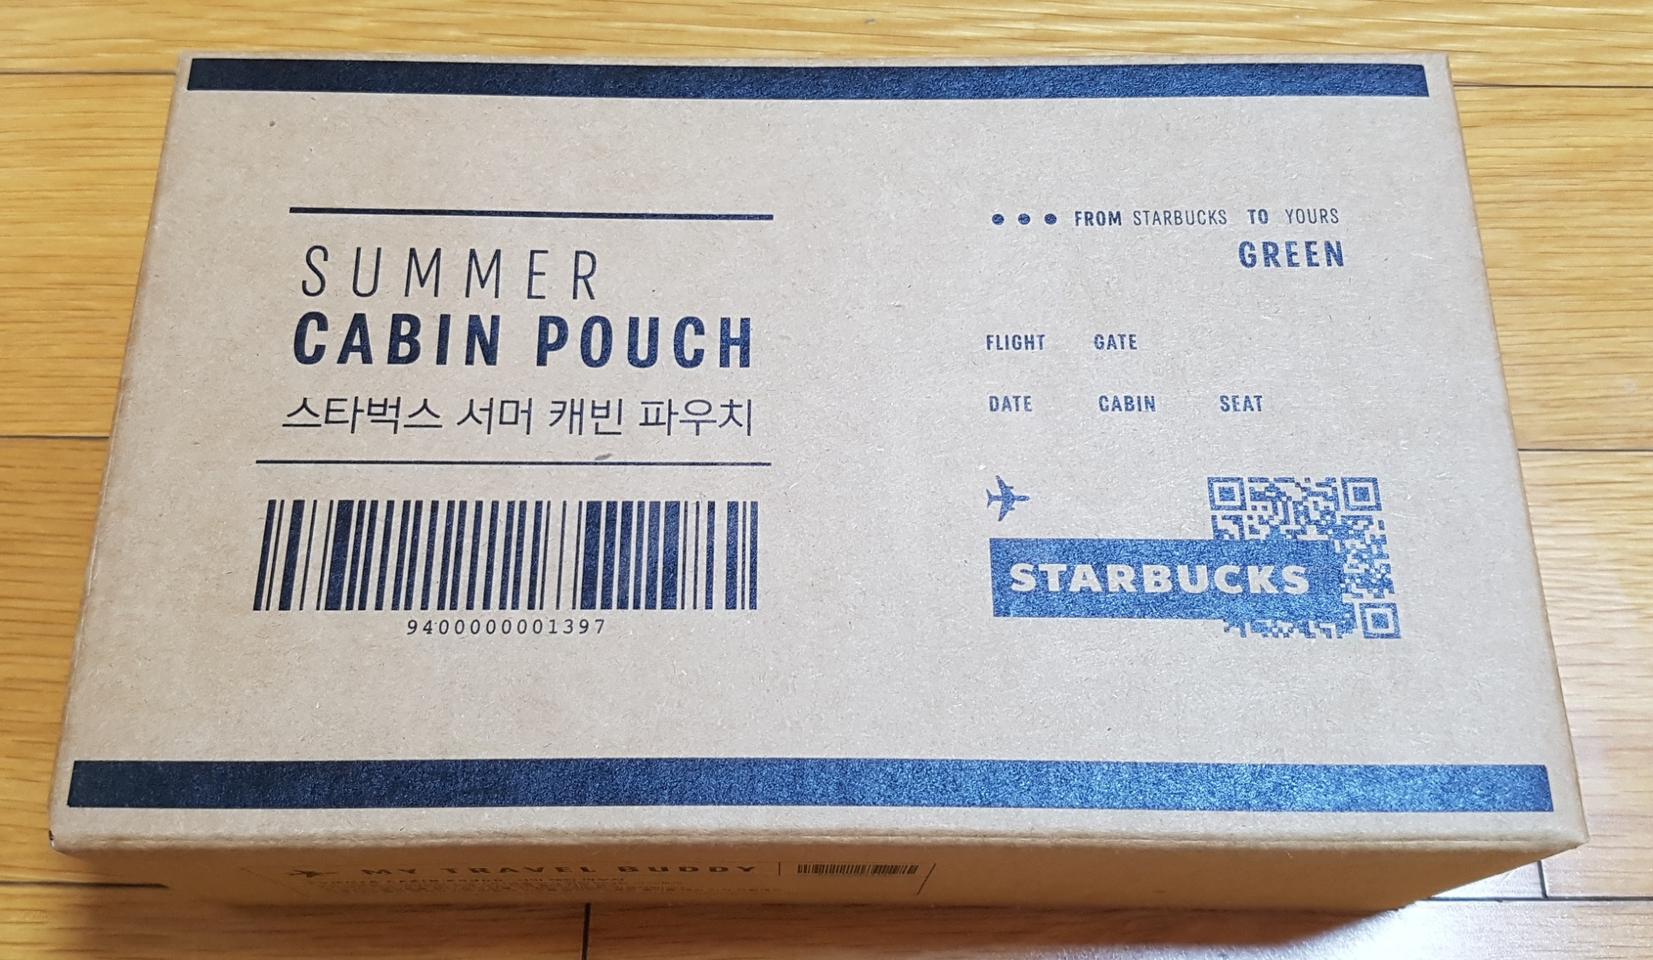 SUMMER
CABIN POUCH
스타벅스 서머 캐빈 파우치
9400000001397
FROM STARBUCKS TO YOURS
GREEN
FLIGHT GATE
DATE CABIN SEAT
STARBUCKS
MY TRAVEL BUDDY